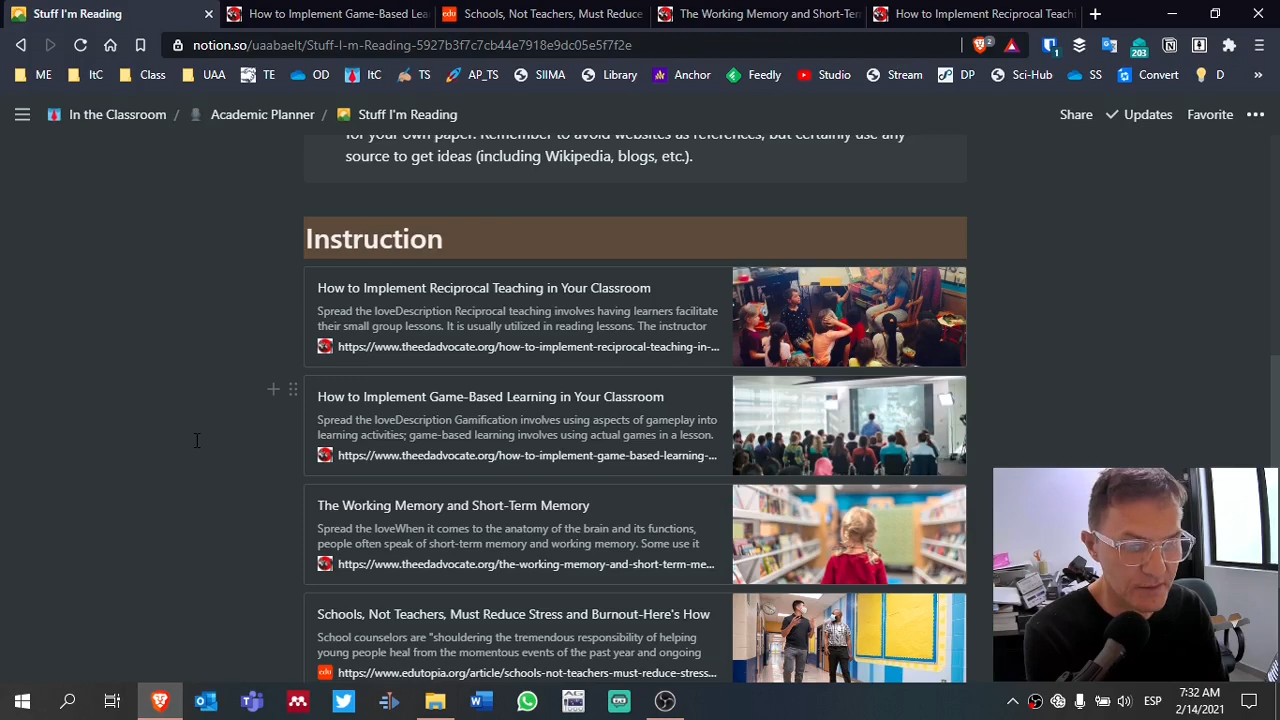 Stuff I'm Reading
How to Implement Game-Based Lea
Schools, Not Teachers, Must Reduce
The Working Memory and Short-Term
How to Implement Reciprocal Teachi
notion.so/uaabaelt/Stuff-I-m-Reading-5927b3f7c7cb44e7918e9dc05e5f7f2e
2
1
203
ME
ItC
Class
UAA
TE
OD
ItC
TS
AP_TS
SIIMA
Library
Anchor
Feedly
Studio
Stream
DP
Sci-Hub
SS
Convert
D
»
In the Classroom / Academic Planner / Stuff I'm Reading
Share
Updates
Favorite
for your own paper. Remember to avoid websites as references, but certainly use any
source to get ideas (including Wikipedia, blogs, etc.).
Instruction
How to Implement Reciprocal Teaching in Your Classroom
Spread the loveDescription Reciprocal teaching involves having learners facilitate
their small group lessons. It is usually utilized in reading lessons. The instructor
https://www.theedadvocate.org/how-to-implement-reciprocal-teaching-in-...
How to Implement Game-Based Learning in Your Classroom
Spread the loveDescription Gamification involves using aspects of gameplay into
learning activities; game-based learning involves using actual games in a lesson.
https://www.theedadvocate.org/how-to-implement-game-based-learning-...
The Working Memory and Short-Term Memory
Spread the loveWhen it comes to the anatomy of the brain and its functions,
people often speak of short-term memory and working memory. Some use it
https://www.theedadvocate.org/the-working-memory-and-short-term-me...
Schools, Not Teachers, Must Reduce Stress and Burnout-Here's How
School counselors are "shouldering the tremendous responsibility of helping
young people heal from the momentous events of the past year and ongoing
https://www.edutopia.org/article/schools-not-teachers-must-reduce-stress...
ESP
7:32 AM
2/14/2021